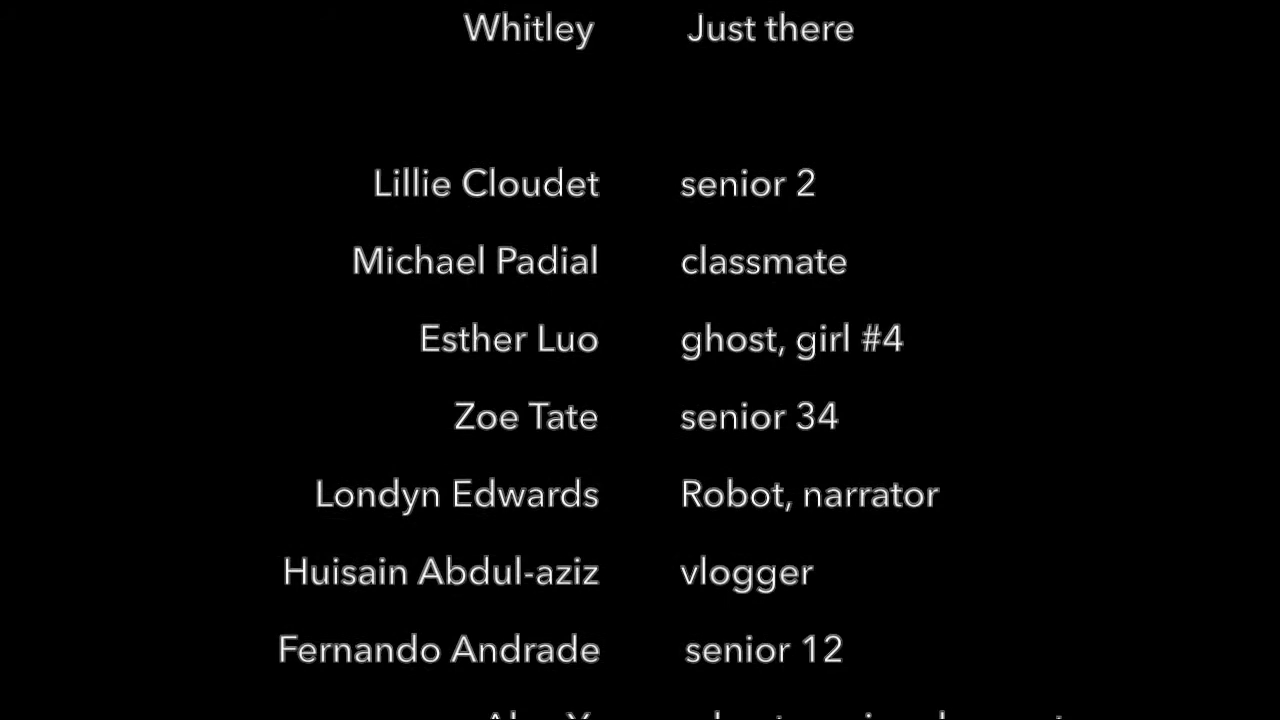 Whitley Just there
Lillie Cloudet senior 2
Michael Padial classmate
Esther Luo ghost, girl #4
Zoe Tate senior 34
Londyn Edwards Robot, narrator
Huisain Abdul-aziz vlogger
Fernando Andrade senior 12